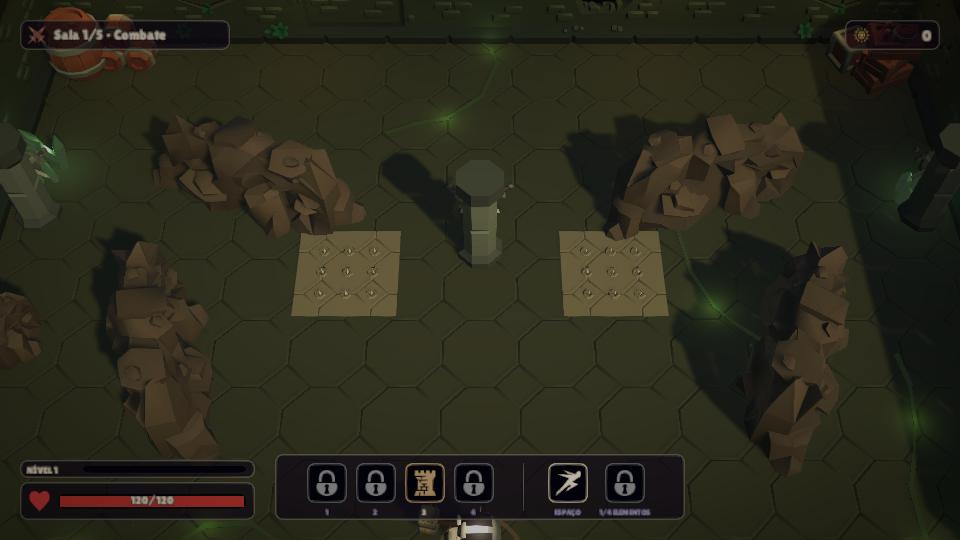 Sala 1/5 - Combate
0
NÍVEL 1
120/120
1
2
3
4
ESPAÇO
1/4 ELEMENTOS